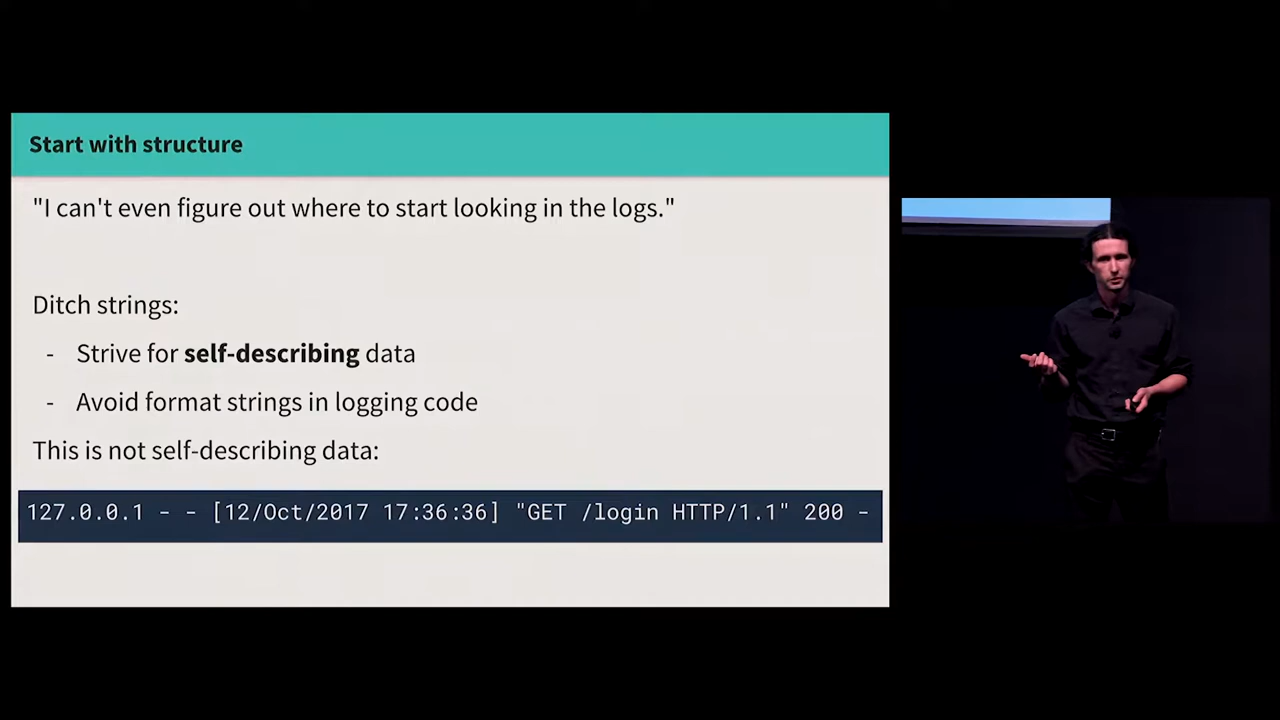 Start with structure
"I can't even figure out where to start looking in the logs."
Ditch strings:
- Strive for self-describing data
- Avoid format strings in logging code
This is not self-describing data:
127.0.0.1 - - [12/Oct/2017 17:36:36] "GET /login HTTP/1.1" 200 -